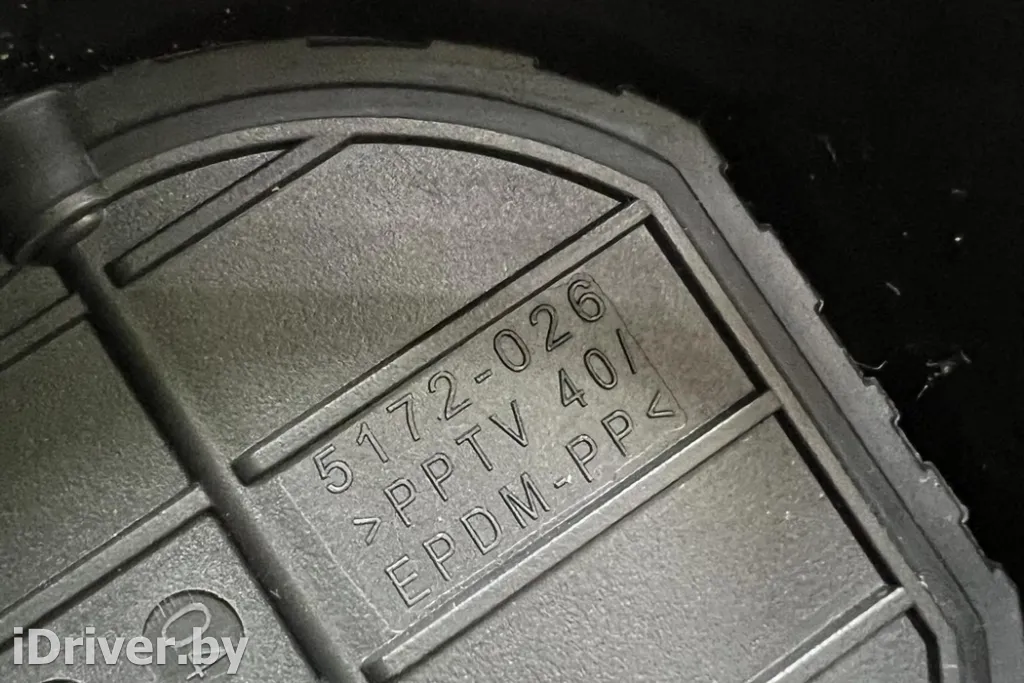 5172-026
>PPTV 40/
EPDM-PP<
iDriver.by